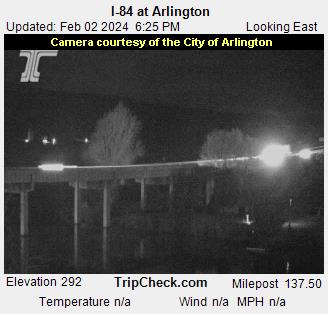 I-84 at Arlington
Updated: Feb 02 2024 6:25 PM Looking East
Camera courtesy of the City of Arlington
Elevation 292 TripCheck.com Milepost 137.50
Temperature n/a Wind n/a MPH n/a